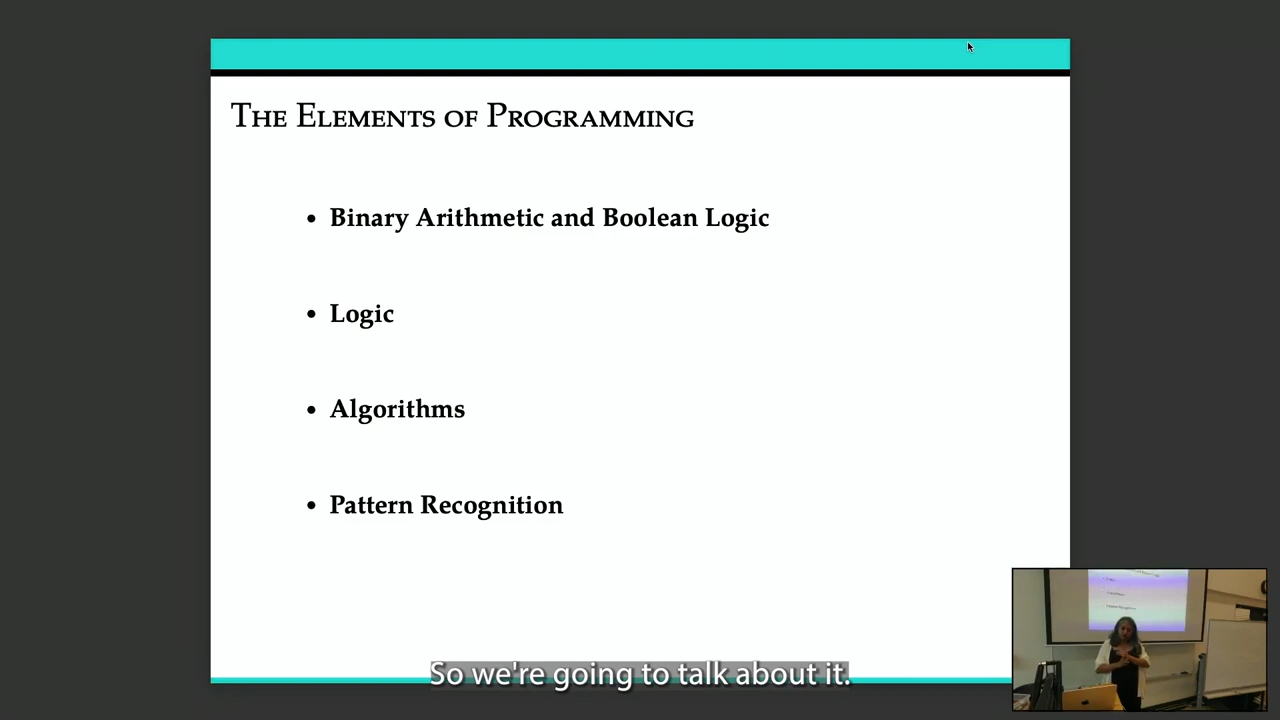 The Elements of Programming
• Binary Arithmetic and Boolean Logic
• Logic
• Algorithms
• Pattern Recognition
So we're going to talk about it.